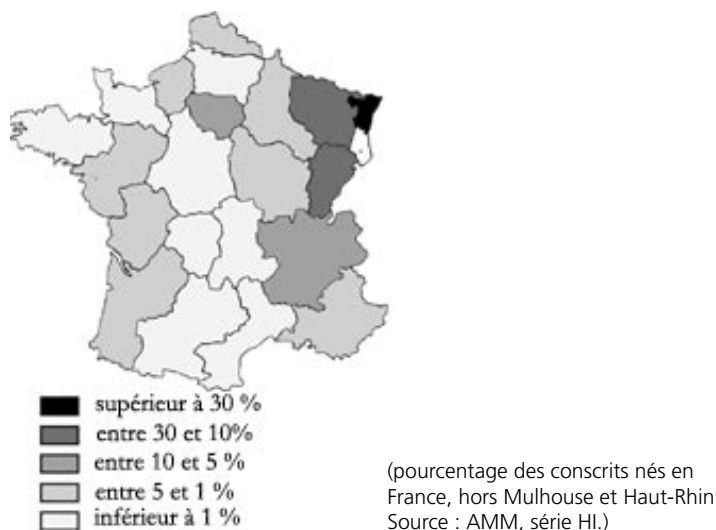 supérieur à 30 %
entre 30 et 10%
entre 10 et 5 %
entre 5 et 1 %
inférieur à 1 %
(pourcentage des conscrits nés en
France, hors Mulhouse et Haut-Rhin
Source : AMM, série HI.)